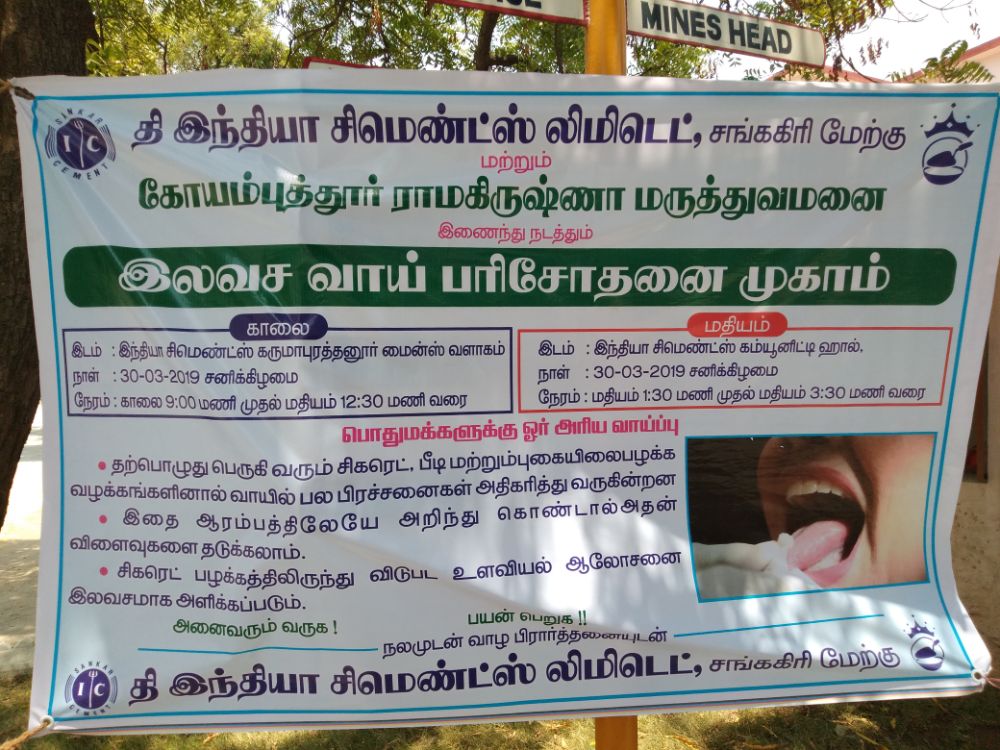 MINES HEAD
SANKAR
I C
CEMENT
தி இந்தியா சிமெண்ட்ஸ் லிமிடெட், சங்ககிரி மேற்கு
மற்றும்
கோயம்புத்தூர் ராமகிருஷ்ணா மருத்துவமனை
இணைந்து நடத்தும்
இலவச வாய் பரிசோதனை முகாம்
காலை
இடம் : இந்தியா சிமெண்ட்ஸ் கருமாபுரத்தனூர் மைன்ஸ் வளாகம்
நாள் : 30-03-2019 சனிக்கிழமை
நேரம் : காலை 9:00 மணி முதல் மதியம் 12:30 மணி வரை
மதியம்
இடம் : இந்தியா சிமெண்ட்ஸ் கம்யூனிட்டி ஹால்,
நாள் : 30-03-2019 சனிக்கிழமை
நேரம் : மதியம் 1:30 மணி முதல் மதியம் 3:30 மணி வரை
பொதுமக்களுக்கு ஓர் அரிய வாய்ப்பு
• தற்பொழுது பெருகி வரும் சிகரெட், பீடி மற்றும்புகையிலைபழக்க
வழக்கங்களினால் வாயில் பல பிரச்சனைகள் அதிகரித்து வருகின்றன
• இதை ஆரம்பத்திலேயே அறிந்து கொண்டால்அதன்
விளைவுகளை தடுக்கலாம்.
• சிகரெட் பழக்கத்திலிருந்து விடுபட உளவியல் ஆலோசனை
இலவசமாக அளிக்கப்படும்.
அனைவரும் வருக ! பயன் பெறுக !!
நலமுடன் வாழ பிரார்த்தனையுடன்
SANKAR
I C
CEMENT
தி இந்தியா சிமெண்ட்ஸ் லிமிடெட், சங்ககிரி மேற்கு